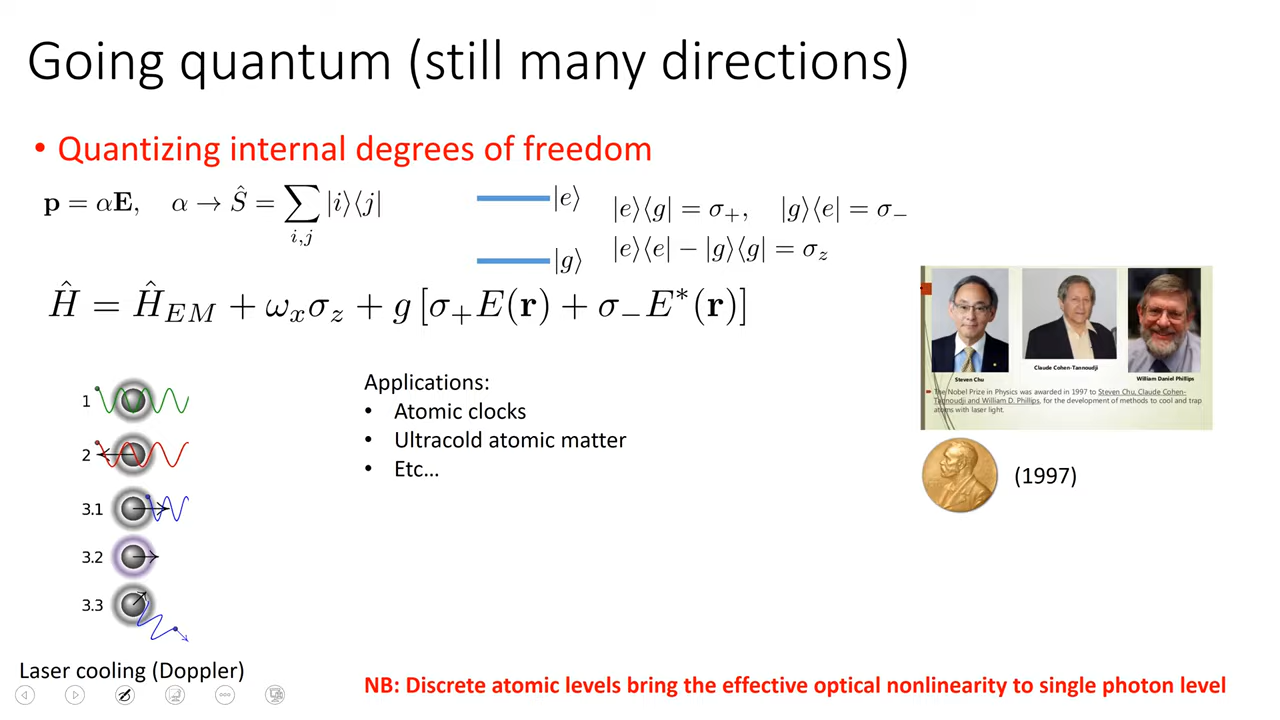 Going quantum (still many directions)
• Quantizing internal degrees of freedom
p = αE, α → Ŝ = ∑_{i,j} |i⟩⟨j|
|e⟩
|g⟩
|e⟩⟨g| = σ₊, |g⟩⟨e| = σ₋
|e⟩⟨e| − |g⟩⟨g| = σ_z
Ĥ = Ĥ_{EM} + ω_xσ_z + g [σ₊E(r) + σ₋E*(r)]
Steven Chu
Claude Cohen-Tannoudji
William Daniel Phillips
The Nobel Prize in Physics was awarded in 1997 to Steven Chu, Claude Cohen-
Tannoudji and William D. Phillips, for the development of methods to cool and trap
atoms with laser light.
(1997)
1
2
3.1
3.2
3.3
Laser cooling (Doppler)
Applications:
• Atomic clocks
• Ultracold atomic matter
• Etc…
NB: Discrete atomic levels bring the effective optical nonlinearity to single photon level